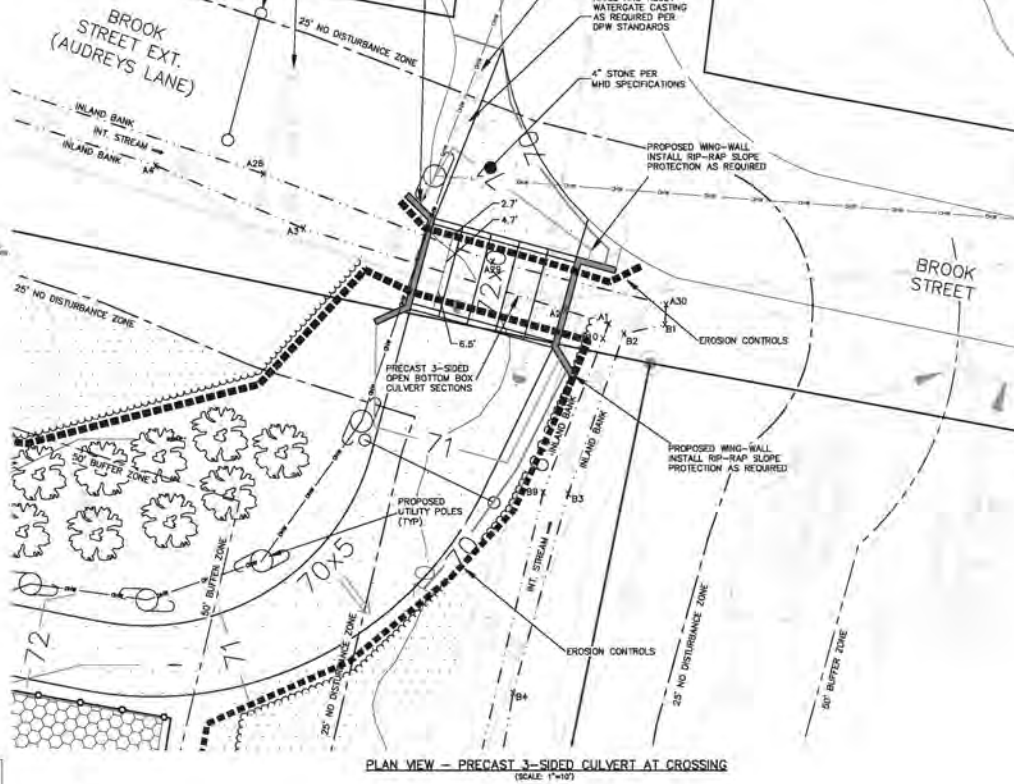 WATERGATE CASTING
AS REQUIRED PER
DPW STANDARDS
BROOK
STREET EXT.
(AUDREYS LANE)
25' NO DISTURBANCE ZONE
4" STONE PER
MHD SPECIFICATIONS
INLAND BANK
INT. STREAM
INLAND BANK
A4
A28
PROPOSED WING-WALL
INSTALL RIP-RAP SLOPE
PROTECTION AS REQUIRED
2.7'
4.7'
A3
A29
72
BROOK
STREET
25' NO DISTURBANCE ZONE
A2
A1
A30
B1
B2
6.5'
EROSION CONTROLS
PRECAST 3-SIDED
OPEN BOTTOM BOX
CULVERT SECTIONS
71
INLAND BANK
INLAND BANK
PROPOSED WING-WALL
INSTALL RIP-RAP SLOPE
PROTECTION AS REQUIRED
50' BUFFER ZONE
B9
B3
PROPOSED
UTILITY POLES
(TYP)
70
70x5
INT. STREAM
50' BUFFER ZONE
25' NO DISTURBANCE ZONE
72
71
EROSION CONTROLS
25' NO DISTURBANCE ZONE
50' BUFFER ZONE
B4
PLAN VIEW - PRECAST 3-SIDED CULVERT AT CROSSING
(SCALE: 1"=10')